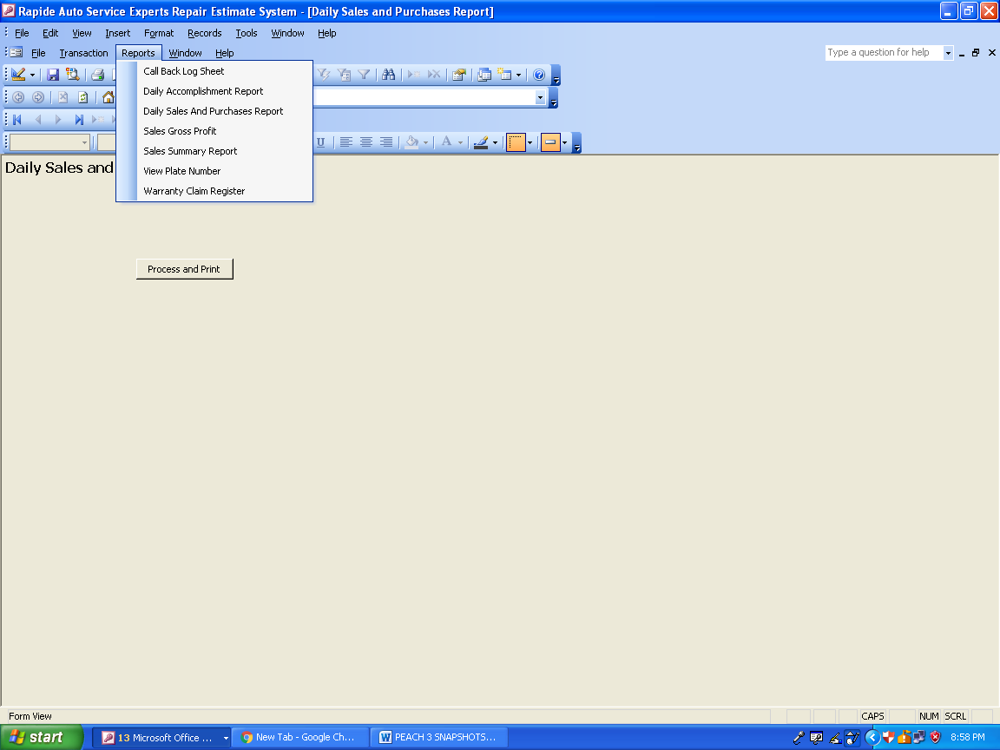 Rapide Auto Service Experts Repair Estimate System - [Daily Sales and Purchases Report]
File Edit View Insert Format Records Tools Window Help
File Transaction Reports Window Help
Type a question for help
Call Back Log Sheet
Daily Accomplishment Report
Daily Sales And Purchases Report
Sales Gross Profit
Sales Summary Report
View Plate Number
Warranty Claim Register
U A
Daily Sales and
Process and Print
Form View
CAPS NUM SCRL
start
13 Microsoft Office ...
New Tab - Google Ch...
PEACH 3 SNAPSHOTS...
8:58 PM